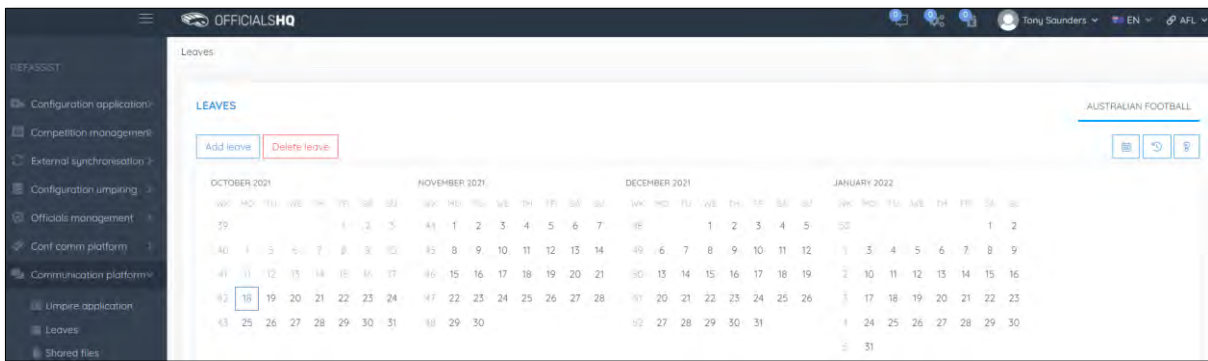 OFFICIALSHQ
Tony Saunders
EN
AFL
Leaves
REFASSIST
Configuration application
Competition management
External synchronisation
Configuration umpiring
Officials management
Conf comm platform
Communication platform
Umpire application
Leaves
Shared files
LEAVES
AUSTRALIAN FOOTBALL
Add leave Delete leave
OCTOBER 2021 NOVEMBER 2021 DECEMBER 2021 JANUARY 2022
WK MO TU WE TH FR SA SU WK MO TU WE TH FR SA SU WK MO TU WE TH FR SA SU WK MO TU WE TH FR SA SU
39 1 2 3 44 1 2 3 4 5 6 7 48 1 2 3 4 5 52 1 2
40 4 5 6 7 8 9 10 45 8 9 10 11 12 13 14 49 6 7 8 9 10 11 12 1 3 4 5 6 7 8 9
41 11 12 13 14 15 16 17 46 15 16 17 18 19 20 21 50 13 14 15 16 17 18 19 2 10 11 12 13 14 15 16
42 18 19 20 21 22 23 24 47 22 23 24 25 26 27 28 51 20 21 22 23 24 25 26 3 17 18 19 20 21 22 23
43 25 26 27 28 29 30 31 48 29 30 52 27 28 29 30 31 4 24 25 26 27 28 29 30
5 31